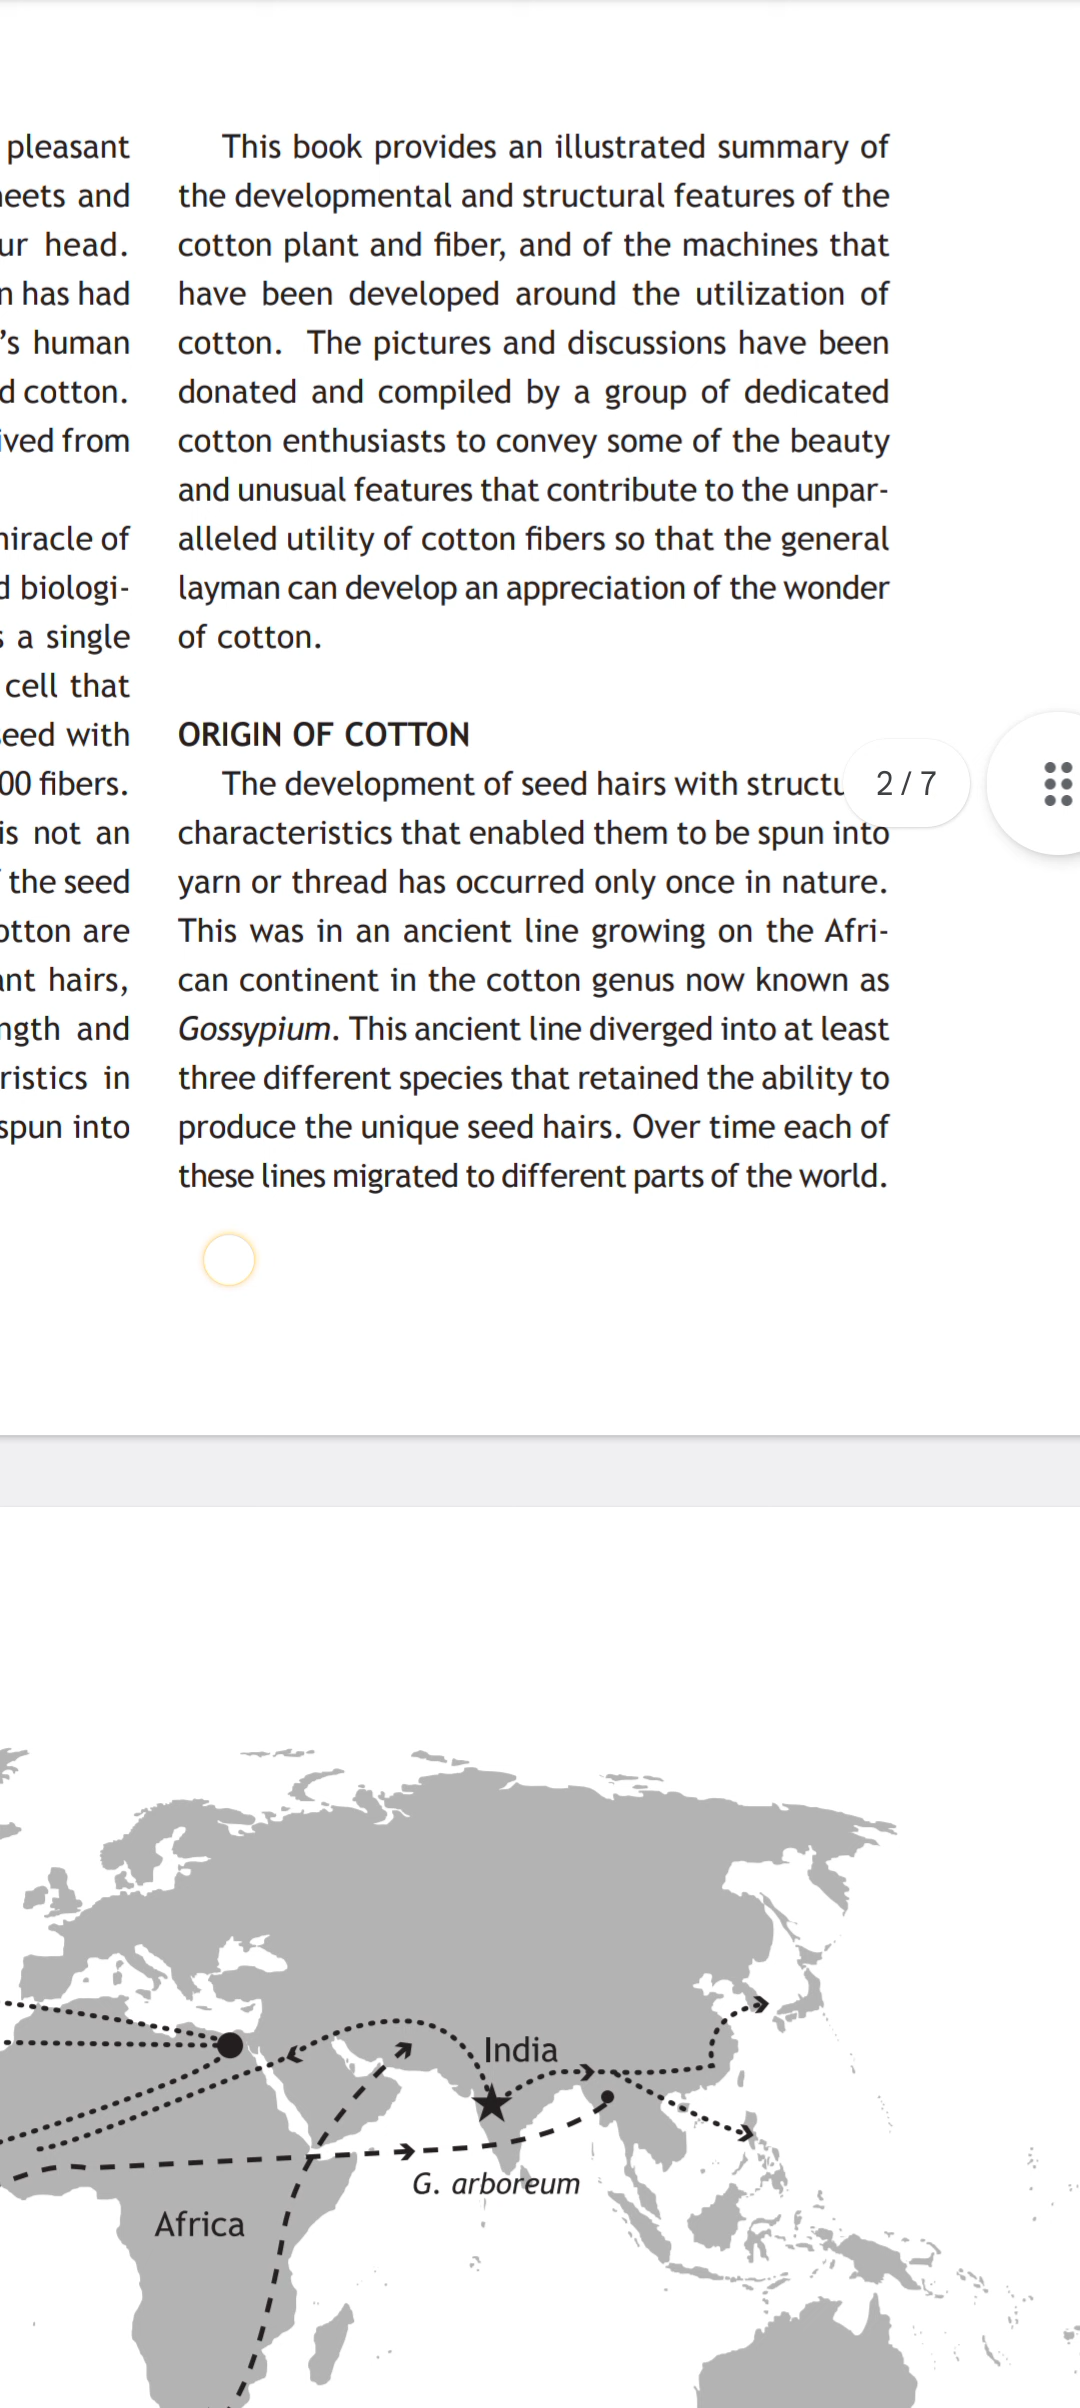 pleasant
and
ur head.
has had
's human
cotton.
ived from
miracle of
biologi-
a single
cell that
seed with
00 fibers.
is not an
the seed
otton are
ant hairs,
ngth and
ristics in
spun into
This book provides an illustrated summary of
the developmental and structural features of the
cotton plant and fiber, and of the machines that
have been developed around the utilization of
cotton. The pictures and discussions have been
donated and compiled by a group of dedicated
cotton enthusiasts to convey some of the beauty
and unusual features that contribute to the unpar-
alleled utility of cotton fibers so that the general
layman can develop an appreciation of the wonder
of cotton.
ORIGIN OF COTTON
The development of seed hairs with structu
characteristics that enabled them to be spun into
yarn or thread has occurred only once in nature.
This was in an ancient line growing on the Afri-
can continent in the cotton genus now known as
Gossypium. This ancient line diverged into at least
three different species that retained the ability to
produce the unique seed hairs. Over time each of
these lines migrated to different parts of the world.
2 / 7
India
G. arboreum
Africa